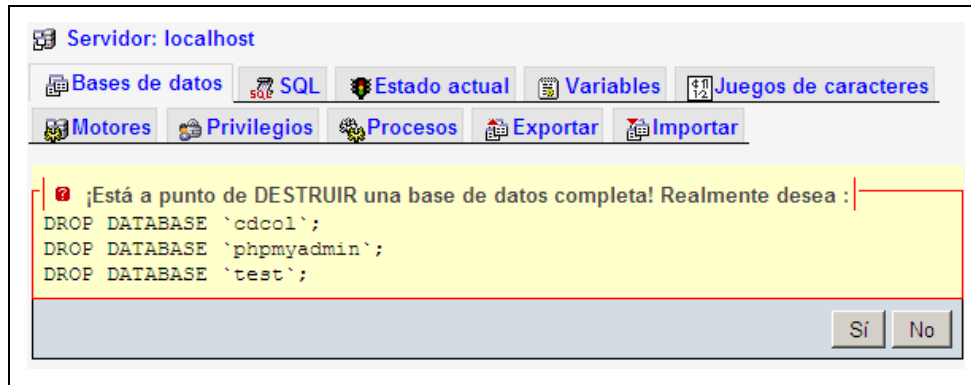 Servidor: localhost
Bases de datos SQL Estado actual Variables Juegos de caracteres
Motores Privilegios Procesos Exportar Importar
¡Está a punto de DESTRUIR una base de datos completa! Realmente desea :
DROP DATABASE `cdcol`;
DROP DATABASE `phpmyadmin`;
DROP DATABASE `test`;
Sí No